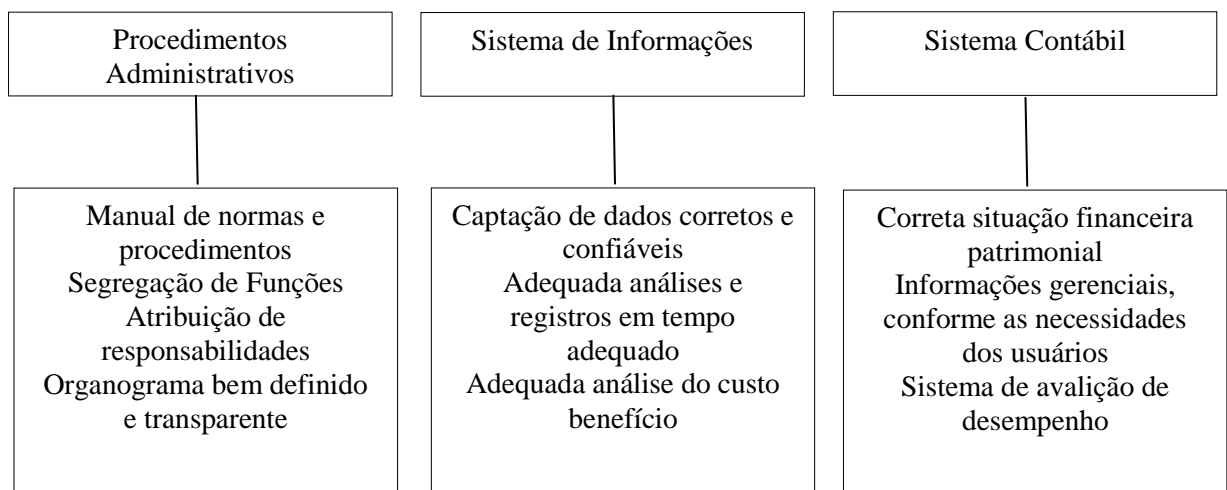 Procedimentos
Administrativos
Sistema de Informações
Sistema Contábil
Manual de normas e
procedimentos
Segregação de Funções
Atribuição de
responsabilidades
Organograma bem definido
e transparente
Captação de dados corretos e
confiáveis
Adequada análises e
registros em tempo
adequado
Adequada análise do custo
benefício
Correta situação financeira
patrimonial
Informações gerenciais,
conforme as necessidades
dos usuários
Sistema de avalição de
desempenho